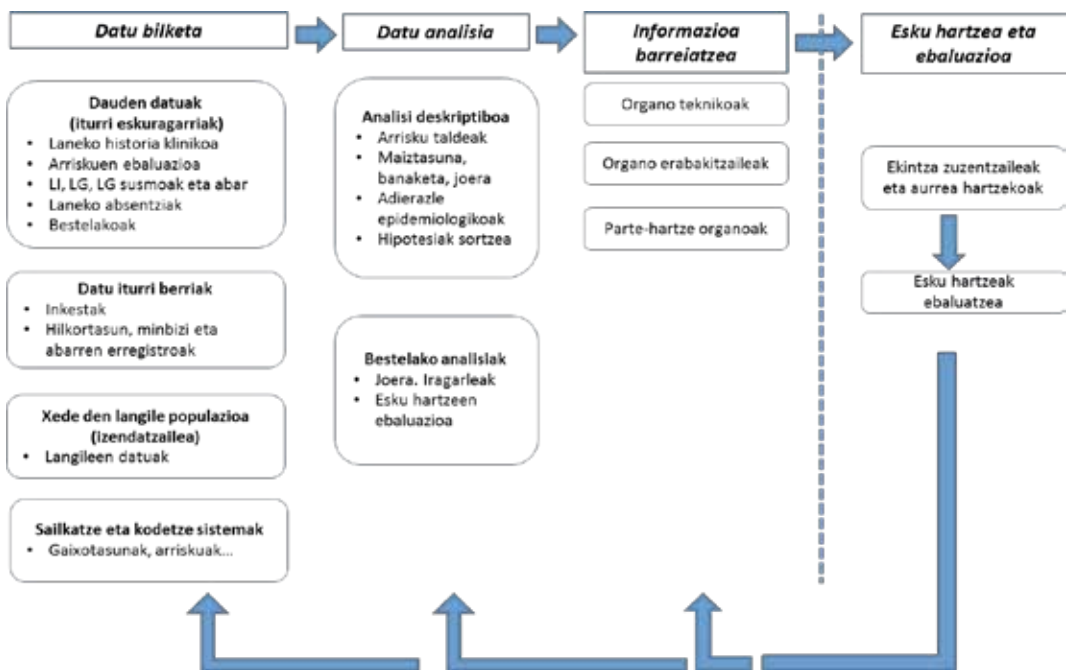 Datu bilketa
Dauden datuak
(iturri eskuragarriak)
• Laneko historia klinikoa
• Arriskuen ebaluazioa
• LI, LG, LG susmoak eta abar
• Laneko absentziak
• Bestelakoak
Datu iturri berriak
• Inkestak
• Hilkortasun, minbizi eta
abarren erregistroak
Xede den langile populazioa
(izendatzailea)
• Langileen datuak
Sailkatze eta kodetze sistemak
• Gaixotasunak, arriskuak...
Datu analisia
Analisi deskriptiboa
• Arrisku taldeak
• Maiztasuna,
banaketa, joera
• Adierazle
epidemiologikoak
• Hipotesiak sortzea
Bestelako analisiak
• Joera. Iragarleak
• Esku hartzeen
ebaluazioa
Informazioa
barreiatzea
Organo teknikoak
Organo erabakitzaileak
Parte-hartze organoak
Esku hartzea eta
ebaluazioa
Ekintza zuzentzaileak
eta aurrea hartzekoak
Esku hartzeak
ebaluatzea